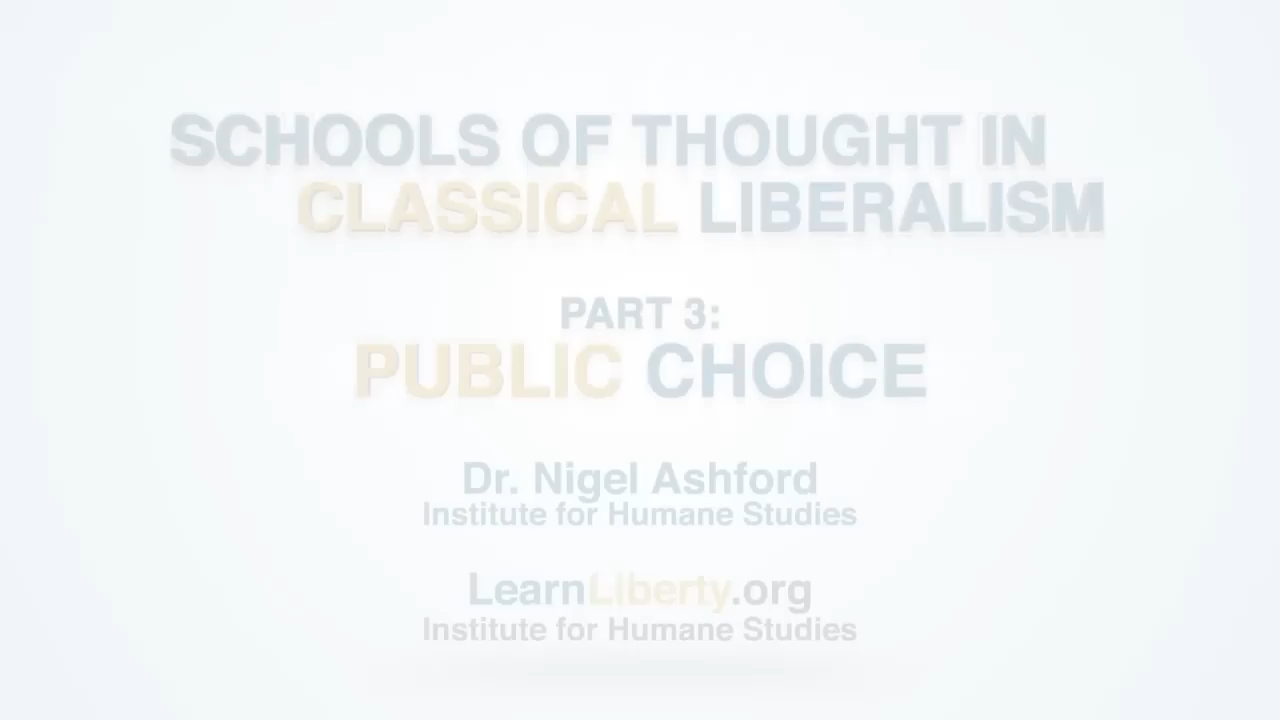 SCHOOLS OF THOUGHT IN
CLASSICAL LIBERALISM
PART 3:
PUBLIC CHOICE
Dr. Nigel Ashford
Institute for Humane Studies
LearnLiberty.org
Institute for Humane Studies